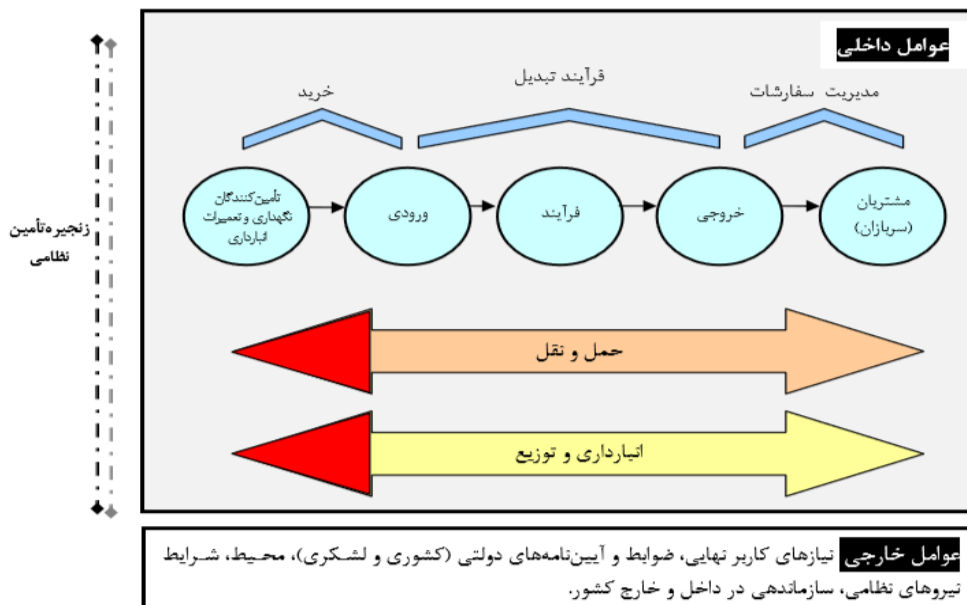 عوامل داخلی
قرآیند تبدیل
خرید
مدیریت سفارشات
تأمین‌کنندگان
نگهداری و تعمیرات
انبارداری
ورودی
فرآیند
خروجی
مشتریان
(سربازان)
زنجیره‌تأمین
نظامی
حمل و نقل
انبارداری و توزیع
عوامل خارجی نیازهای کاربر نهایی، ضوابط و آیین‌نامه‌های دولتی (کشوری و لشکری)، محیط، شرایط
نیروهای نظامی، سازماندهی در داخل و خارج کشور.